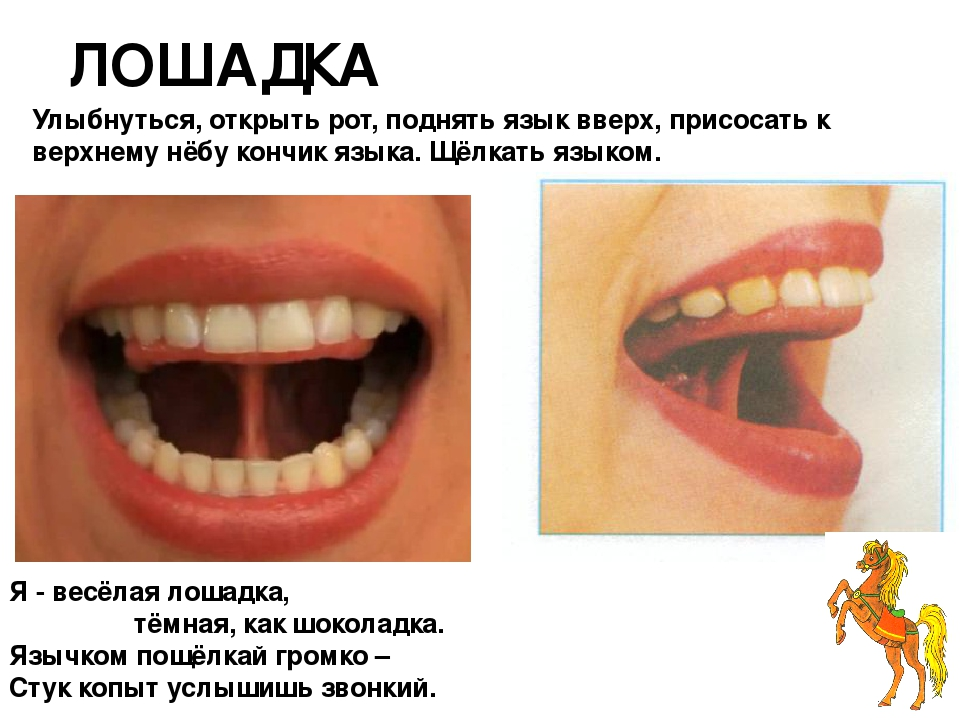 ЛОШАДКА
Улыбнуться, открыть рот, поднять язык вверх, присосать к
верхнему нёбу кончик языка. Щёлкать языком.
Я - весёлая лошадка,
тёмная, как шоколадка.
Язычком пощёлкай громко –
Стук копыт услышишь звонкий.